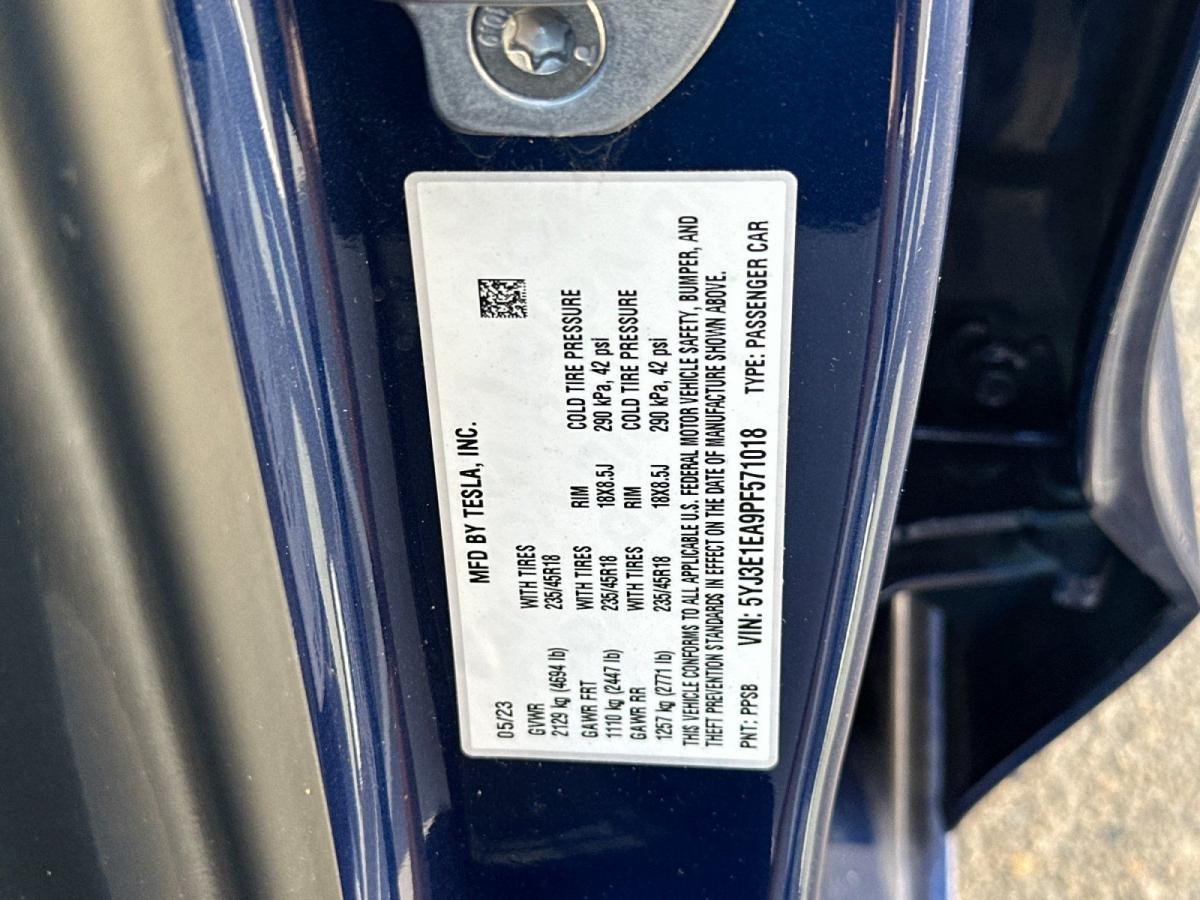 MFD BY TESLA, INC.
05/23
GVWR WITH TIRES
2129 kg (4694 lb) 235/45R18
GAWR FRT WITH TIRES RIM COLD TIRE PRESSURE
1110 kg (2447 lb) 235/45R18 18X8.5J 290 kPa, 42 psi
GAWR RR WITH TIRES RIM COLD TIRE PRESSURE
1257 kg (2771 lb) 235/45R18 18X8.5J 290 kPa, 42 psi
THIS VEHICLE CONFORMS TO ALL APPLICABLE U.S. FEDERAL MOTOR VEHICLE SAFETY, BUMPER, AND
THEFT PREVENTION STANDARDS IN EFFECT ON THE DATE OF MANUFACTURE SHOWN ABOVE.
PNT: PPSB VIN: 5YJ3E1EA9PF571018 TYPE: PASSENGER CAR